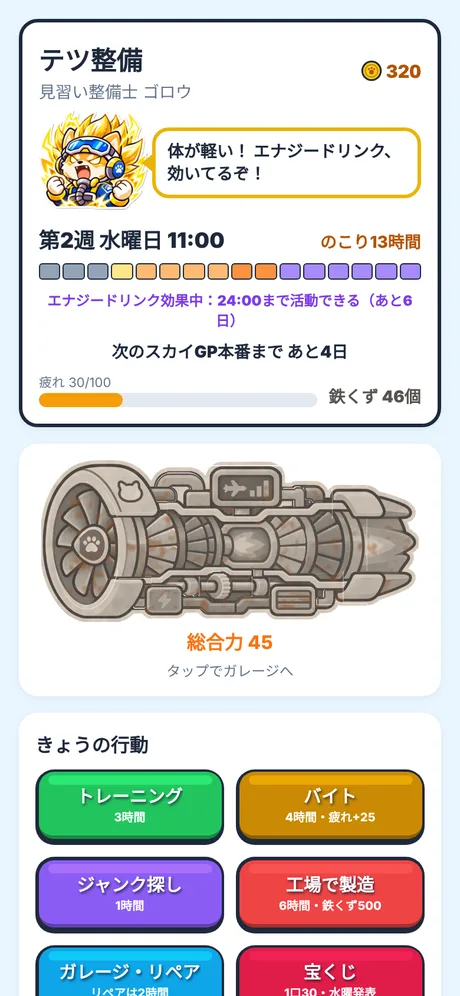 テツ整備
320
見習い整備士 ゴロウ
体が軽い！ エナジードリンク、
効いてるぞ！
第2週 水曜日 11:00
のこり13時間
エナジードリンク効果中：24:00まで活動できる（あと6
日）
次のスカイGP本番まで あと4日
疲れ 30/100
鉄くず 46個
総合力 45
タップでガレージへ
きょうの行動
トレーニング
3時間
バイト
4時間・疲れ+25
ジャンク探し
1時間
工場で製造
6時間・鉄くず500
ガレージ・リペア
リペアは2時間
宝くじ
1口30・水曜発表